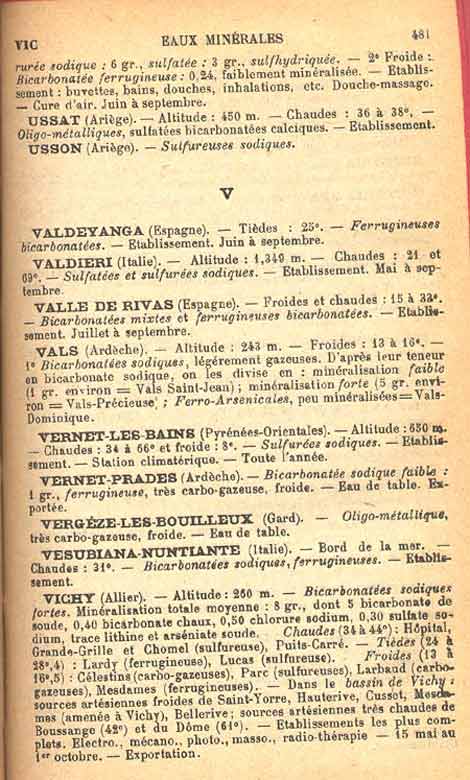 VIC EAUX MINÉRALES 481
rurée sodique : 6 gr., sulfatée : 3 gr., sulfhydriquée. — 2° Froide :
Bicarbonatée ferrugineuse : 0,24, faiblement minéralisée. — Etablis-
sement : buvettes, bains, douches, inhalations, etc. Douche-massage.
— Cure d'air. Juin à septembre.
USSAT (Ariège). — Altitude : 450 m. — Chaudes : 36 à 38°. —
Oligo-métalliques, sulfatées bicarbonatées calciques. — Etablissement.
USSON (Ariège). — Sulfureuses sodiques.
V
VALDEYANGA (Espagne). — Tièdes : 25°. — Ferrugineuses
bicarbonatées. — Etablissement. Juin à septembre.
VALDIERI (Italie). — Altitude : 1,349 m. — Chaudes : 21 et
69°. — Sulfatées et sulfurées sodiques. — Etablissement. Mai à sep-
tembre.
VALLE DE RIVAS (Espagne). — Froides et chaudes : 15 à 33°.
— Bicarbonatées mixtes et ferrugineuses bicarbonatées. — Etablis-
sement. Juillet à septembre.
VALS (Ardèche). — Altitude : 243 m. — Froides : 13 à 16°. —
1° Bicarbonatées sodiques, légérement gazeuses. D'après leur teneur
en bicarbonate sodique, on les divise en : minéralisation faible
(1 gr. environ = Vals Saint-Jean) ; minéralisation forte (5 gr. envi-
ron = Vals-Précieuse) ; Ferro-Arsenicales, peu minéralisées = Vals-
Dominique.
VERNET-LES-BAINS (Pyrénées-Orientales). — Altitude : 650 m.
— Chaudes : 34 à 66° et froide : 8°. — Sulfurées sodiques. — Etablis-
sement. — Station climatérique. — Toute l'année.
VERNET-PRADES (Ardèche). — Bicarbonatée sodique faible :
1 gr., ferrugineuse, très carbo-gazeuse, froide. — Eau de table. Ex-
portée.
VERGÉZE-LES-BOUILLEUX (Gard). — Oligo-métallique,
très carbo-gazeuse, froide. — Eau de table.
VESUBIANA-NUNTIANTE (Italie). — Bord de la mer. —
Chaudes : 31°. — Bicarbonatées sodiques, ferrugineuses. — Etablis-
sement.
VICHY (Allier). — Altitude : 260 m. — Bicarbonatées sodiques
fortes. Minéralisation totale moyenne : 8 gr., dont 5 bicarbonate de
soude, 0,40 bicarbonate chaux, 0,50 chlorure sodium, 0,30 sulfate so-
dium, trace lithine et arséniate soude. Chaudes (34 à 44°) : Hôpital,
Grande-Grille et Chomel (sulfureuse), Puits-Carré. — Tièdes (24 à
28°,4) : Lardy (ferrugineuse), Lucas (sulfureuse). Froides (13 à
16°,5) : Célestins (carbo-gazeuses), Parc (sulfureuses), Larbaud (carbo-
gazeuses), Mesdames (ferrugineuses). — Dans le bassin de Vichy :
sources artésiennes froides de Saint-Yorre, Hauterive, Cusset, Mesda-
mes (amenée à Vichy), Bellerive ; sources artésiennes très chaudes de
Boussange (42°) et du Dôme (61°). — Etablissements les plus com-
plets. Electro., mécano., photo., masso., radio-thérapie — 15 mai au
1er octobre. — Exportation.